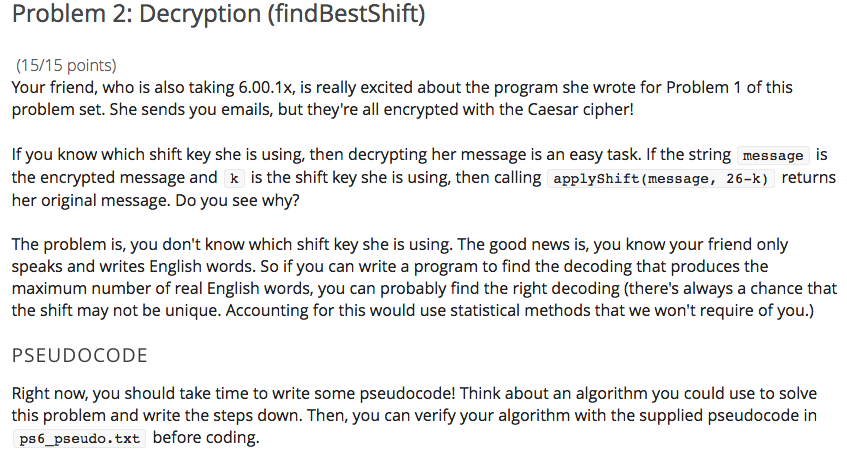 Problem 2: Decryption (findBestShift)
(15/15 points)
Your friend, who is also taking 6.00.1x, is really excited about the program she wrote for Problem 1 of this
problem set. She sends you emails, but they're all encrypted with the Caesar cipher!
If you know which shift key she is using, then decrypting her message is an easy task. If the string message is
the encrypted message and k is the shift key she is using, then calling applyShift(message, 26-k) returns
her original message. Do you see why?
The problem is, you don't know which shift key she is using. The good news is, you know your friend only
speaks and writes English words. So if you can write a program to find the decoding that produces the
maximum number of real English words, you can probably find the right decoding (there's always a chance that
the shift may not be unique. Accounting for this would use statistical methods that we won't require of you.)
PSEUDOCODE
Right now, you should take time to write some pseudocode! Think about an algorithm you could use to solve
this problem and write the steps down. Then, you can verify your algorithm with the supplied pseudocode in
ps6_pseudo.txt before coding.